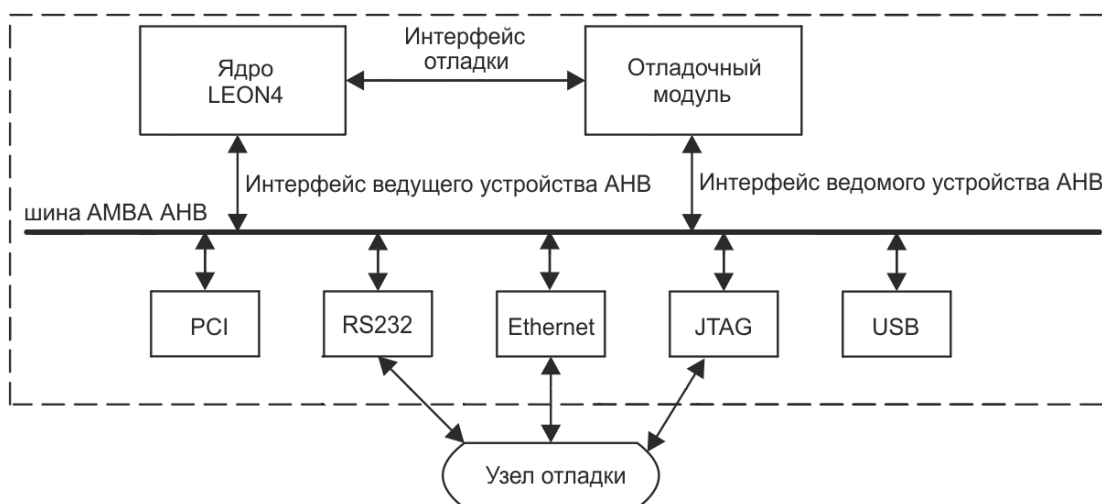 Интерфейс
отладки
Ядро
LEON4
Отладочный
модуль
Интерфейс ведущего устройства AHB
Интерфейс ведомого устройства AHB
шина AMBA AHB
PCI
RS232
Ethernet
JTAG
USB
Узел отладки